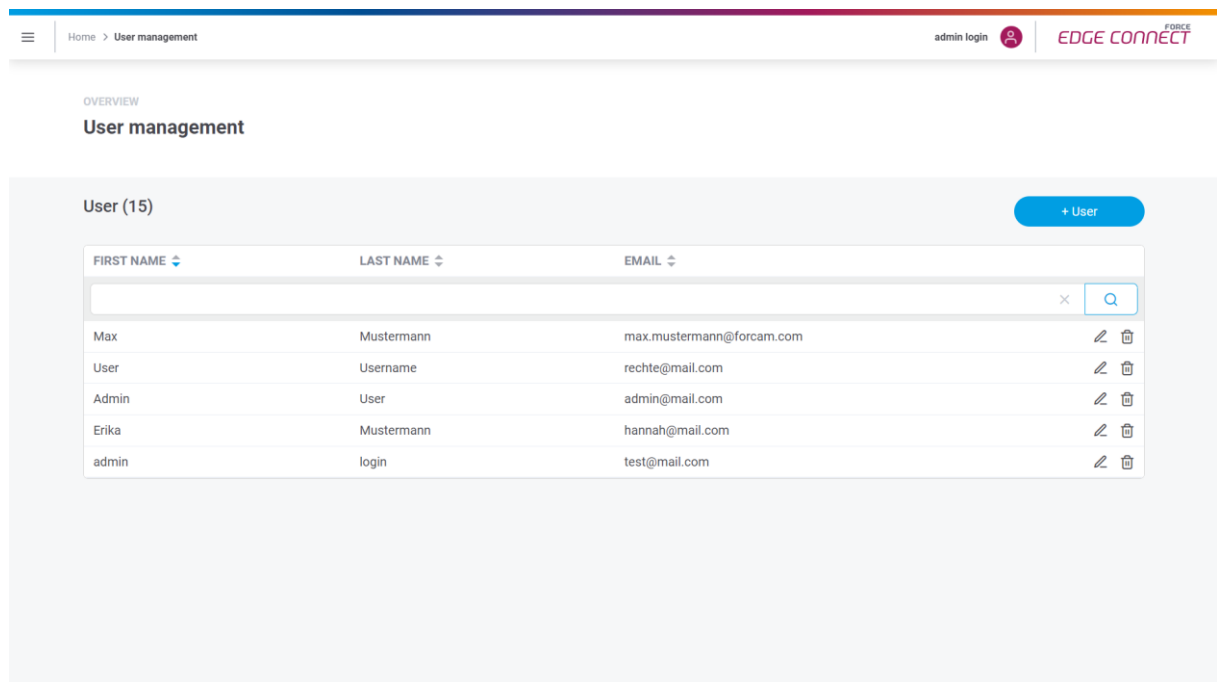 Home > User management
admin login
FORCE
EDGE CONNECT
OVERVIEW
User management
User (15)
+ User
FIRST NAME LAST NAME EMAIL
Max Mustermann max.mustermann@forcam.com
User Username rechte@mail.com
Admin User admin@mail.com
Erika Mustermann hannah@mail.com
admin login test@mail.com